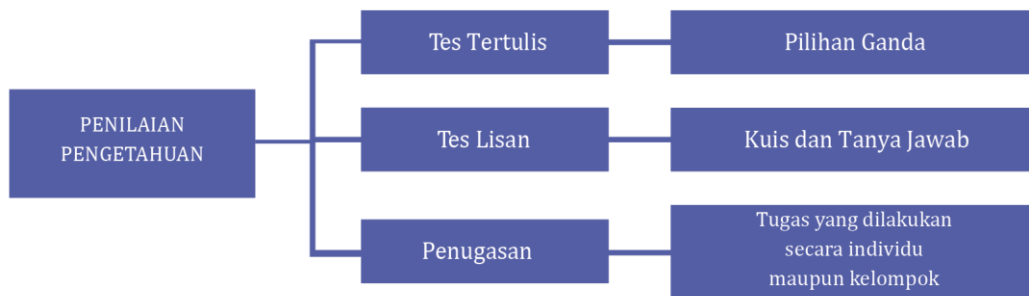 PENILAIAN
PENGETAHUAN
Tes Tertulis
Pilihan Ganda
Tes Lisan
Kuis dan Tanya Jawab
Penugasan
Tugas yang dilakukan
secara individu
maupun kelompok